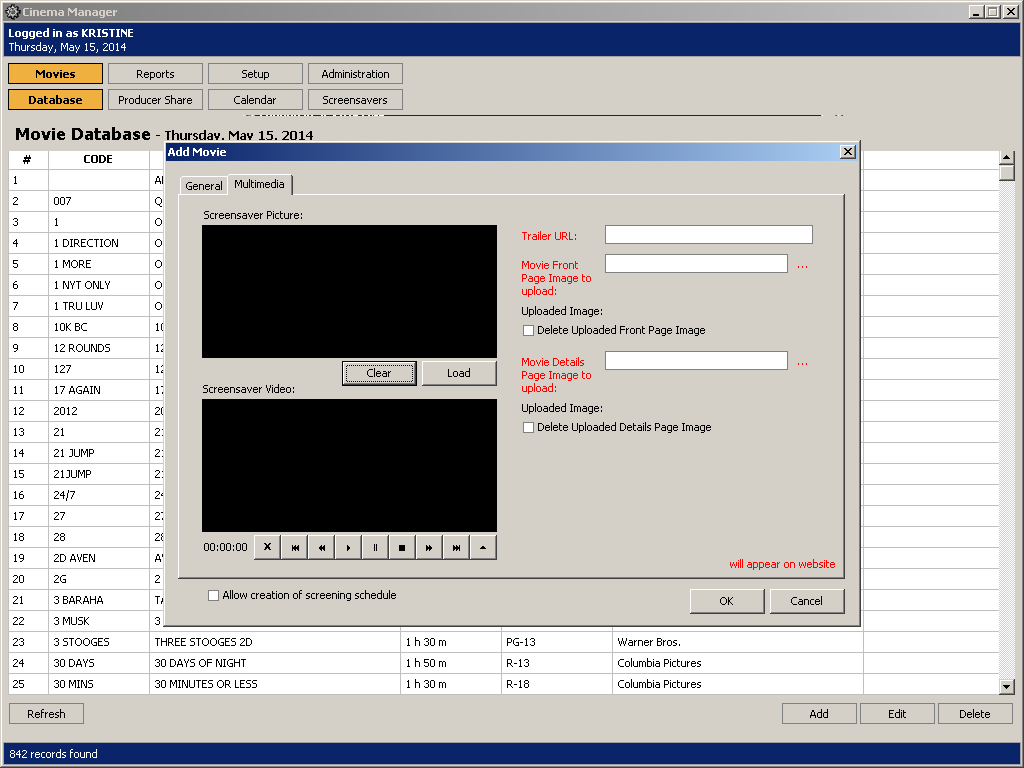 Cinema Manager
Logged in as KRISTINE
Thursday, May 15, 2014
Movies Reports Setup Administration
Database Producer Share Calendar Screensavers
Movie Database - Thursday, May 15, 2014
# CODE
1
2 007
3 1
4 1 DIRECTION
5 1 MORE
6 1 NYT ONLY
7 1 TRU LUV
8 10K BC
9 12 ROUNDS
10 127
11 17 AGAIN
12 2012
13 21
14 21 JUMP
15 21JUMP
16 24/7
17 27
18 28
19 2D AVEN
20 2G
21 3 BARAHA
22 3 MUSK
23 3 STOOGES THREE STOOGES 2D 1 h 30 m PG-13 Warner Bros.
24 30 DAYS 30 DAYS OF NIGHT 1 h 50 m R-13 Columbia Pictures
25 30 MINS 30 MINUTES OR LESS 1 h 30 m R-18 Columbia Pictures
Add Movie
General Multimedia
Screensaver Picture:
Clear Load
Screensaver Video:
00:00:00 X
Trailer URL:
Movie Front ...
Page Image to
upload:
Uploaded Image:
Delete Uploaded Front Page Image
Movie Details ...
Page Image to
upload:
Uploaded Image:
Delete Uploaded Details Page Image
will appear on website
Allow creation of screening schedule
OK Cancel
Refresh Add Edit Delete
842 records found